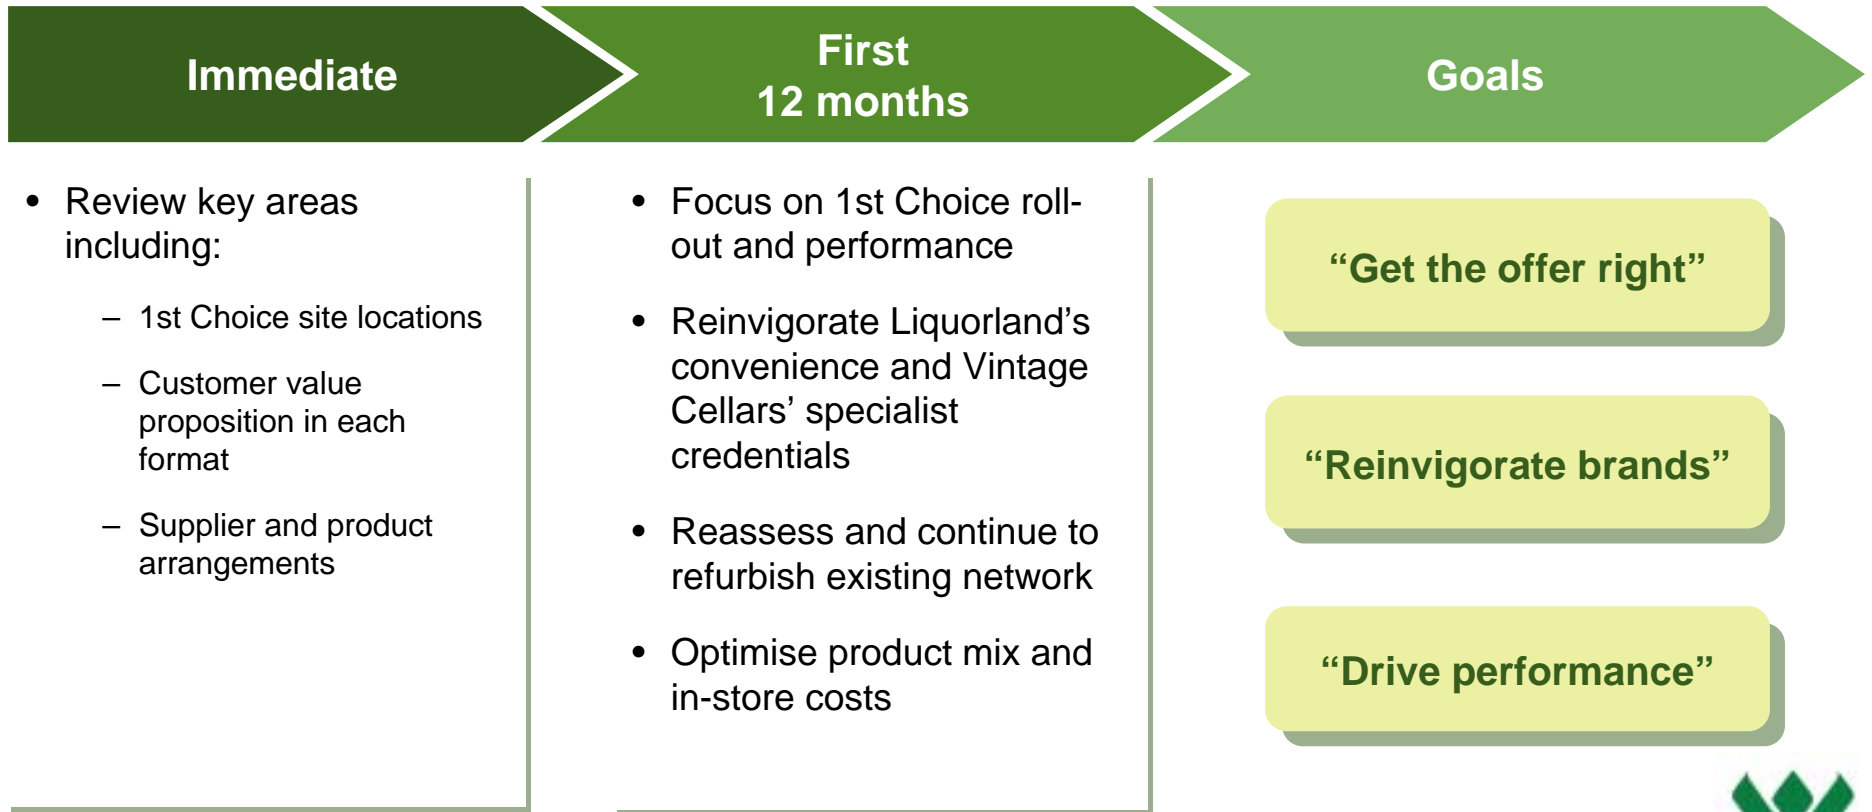 Immediate
First
12 months
Goals
• Review key areas
including:
– 1st Choice site locations
– Customer value
proposition in each
format
– Supplier and product
arrangements
• Focus on 1st Choice roll-
out and performance
• Reinvigorate Liquorland’s
convenience and Vintage
Cellars’ specialist
credentials
• Reassess and continue to
refurbish existing network
• Optimise product mix and
in-store costs
“Get the offer right”
“Reinvigorate brands”
“Drive performance”